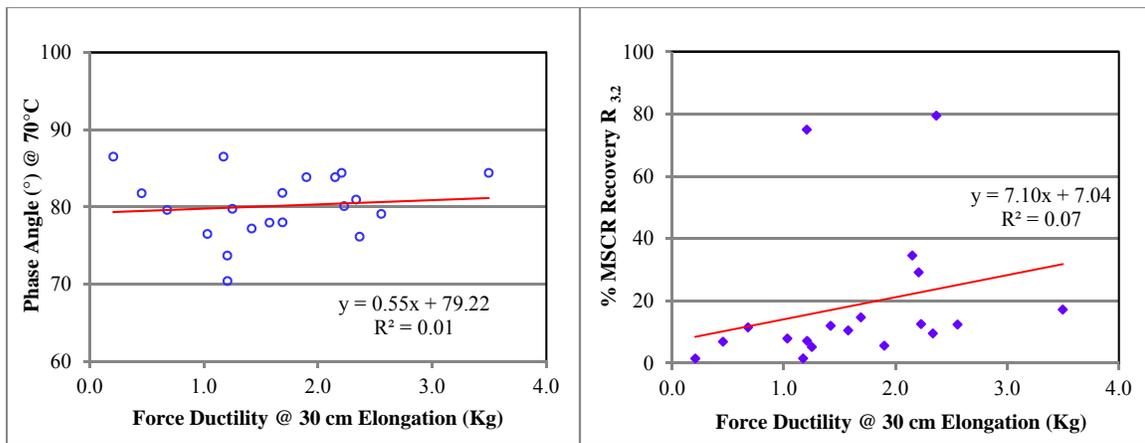 Phase Angle (°) @ 70°C
100
90
80
70
60
y = 0.55x + 79.22
R² = 0.01
0.0 1.0 2.0 3.0 4.0
Force Ductility @ 30 cm Elongation (Kg)
% MSCR Recovery R 3.2
100
80
60
40
20
0
y = 7.10x + 7.04
R² = 0.07
0.0 1.0 2.0 3.0 4.0
Force Ductility @ 30 cm Elongation (Kg)